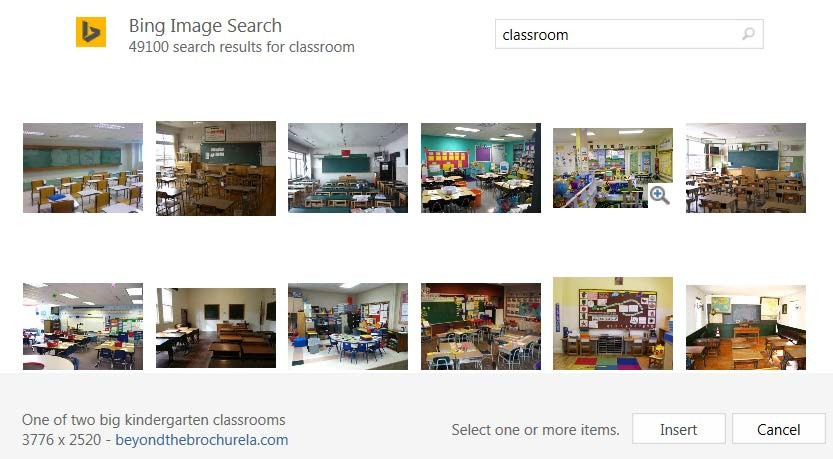 Bing Image Search
49100 search results for classroom
classroom
One of two big kindergarten classrooms
3776 x 2520 - beyondthebrochurela.com
Select one or more items.
Insert
Cancel